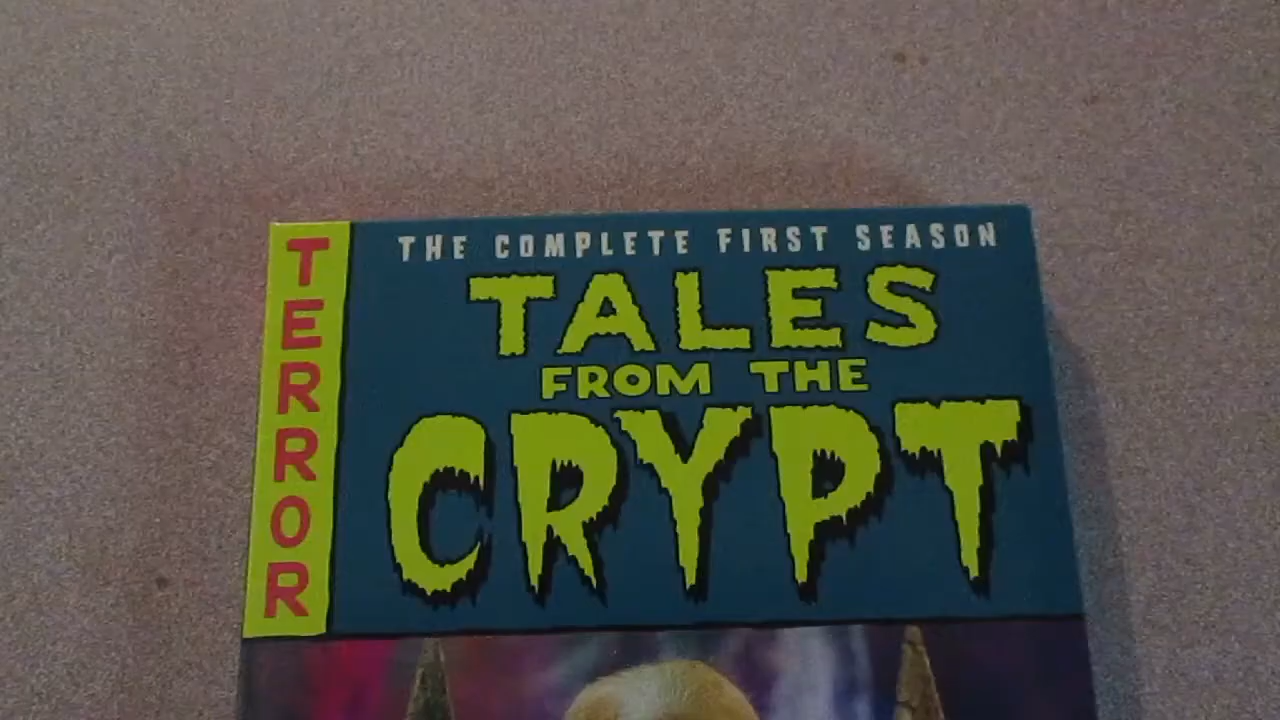 TERROR
THE COMPLETE FIRST SEASON
TALES
FROM THE
CRYPT